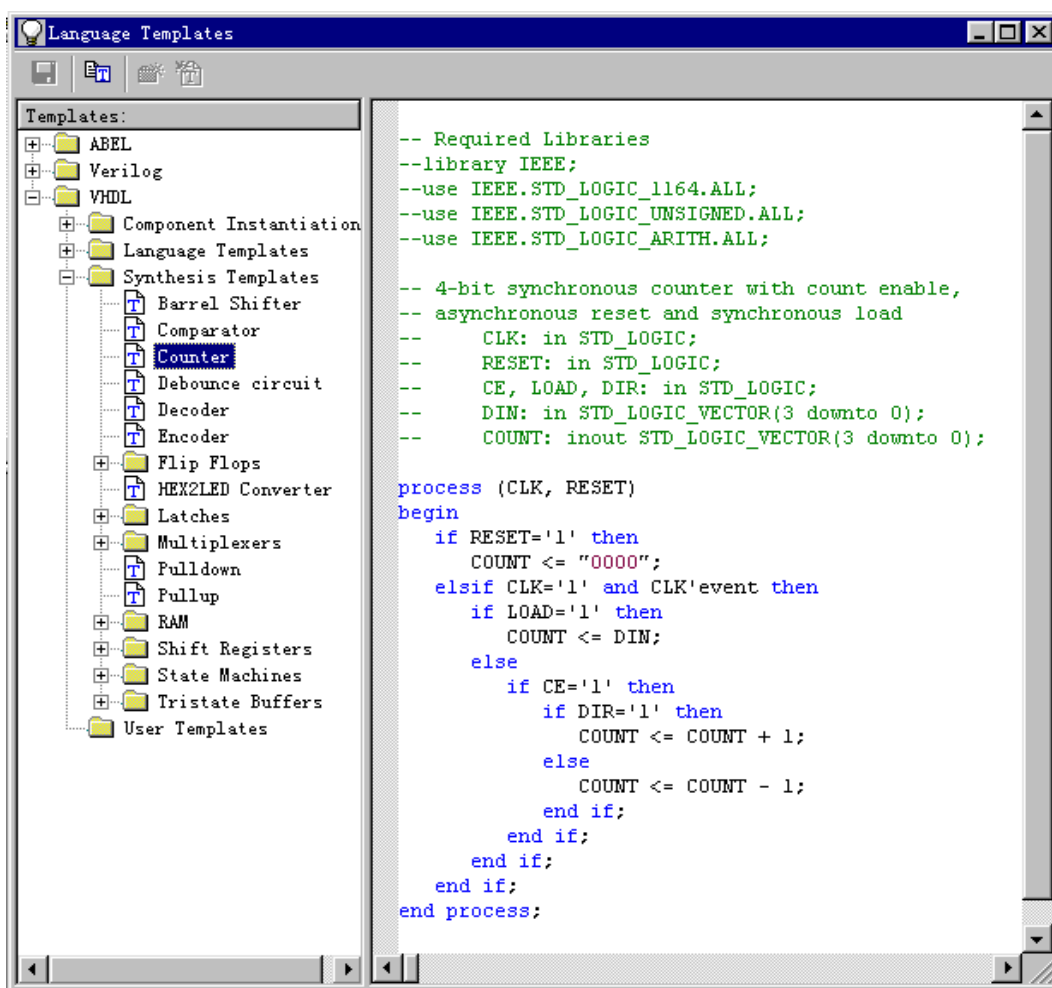 Language Templates
Templates:
ABEL
Verilog
VHDL
Component Instantiation
Language Templates
Synthesis Templates
Barrel Shifter
Comparator
Counter
Debounce circuit
Decoder
Encoder
Flip Flops
HEX2LED Converter
Latches
Multiplexers
Pulldown
Pullup
RAM
Shift Registers
State Machines
Tristate Buffers
User Templates
-- Required Libraries
--library IEEE;
--use IEEE.STD_LOGIC_1164.ALL;
--use IEEE.STD_LOGIC_UNSIGNED.ALL;
--use IEEE.STD_LOGIC_ARITH.ALL;
-- 4-bit synchronous counter with count enable,
-- asynchronous reset and synchronous load
--     CLK: in STD_LOGIC;
--     RESET: in STD_LOGIC;
--     CE, LOAD, DIR: in STD_LOGIC;
--     DIN: in STD_LOGIC_VECTOR(3 downto 0);
--     COUNT: inout STD_LOGIC_VECTOR(3 downto 0);
process (CLK, RESET)
begin
   if RESET='1' then
      COUNT <= "0000";
   elsif CLK='1' and CLK'event then
      if LOAD='1' then
         COUNT <= DIN;
      else
         if CE='1' then
            if DIR='1' then
               COUNT <= COUNT + 1;
            else
               COUNT <= COUNT - 1;
            end if;
         end if;
      end if;
   end if;
end process;